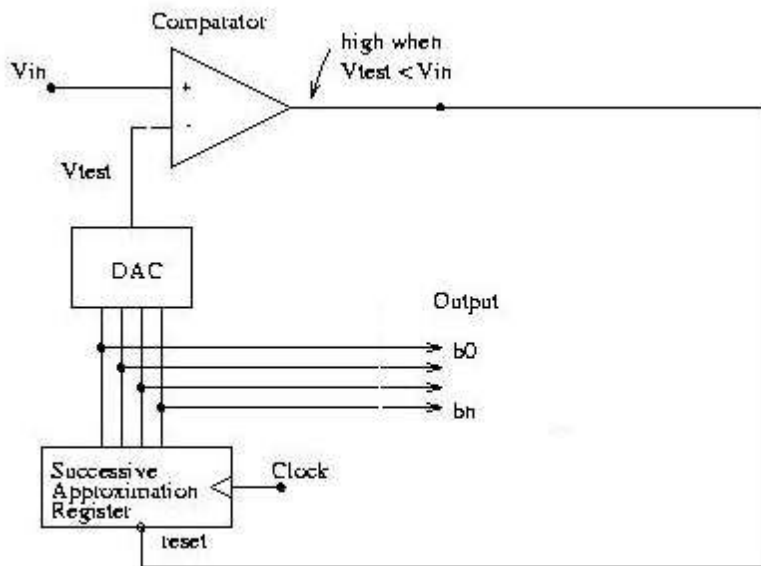 Comparator
high when
Vtest < Vin
Vin
+
-
Vtest
DAC
Output
b0
bn
Successive
Approximation
Register
Clock
reset